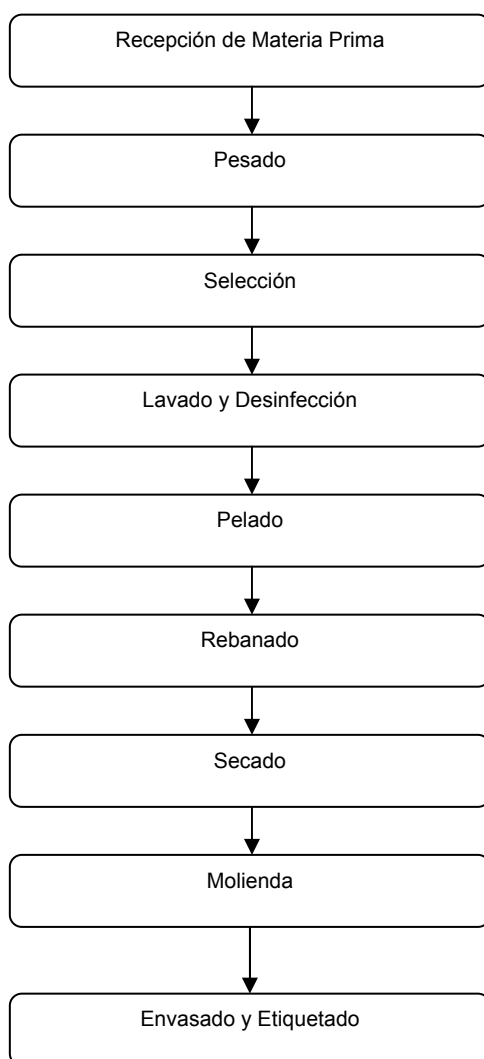 Recepción de Materia Prima
Pesado
Selección
Lavado y Desinfección
Pelado
Rebanado
Secado
Molienda
Envasado y Etiquetado